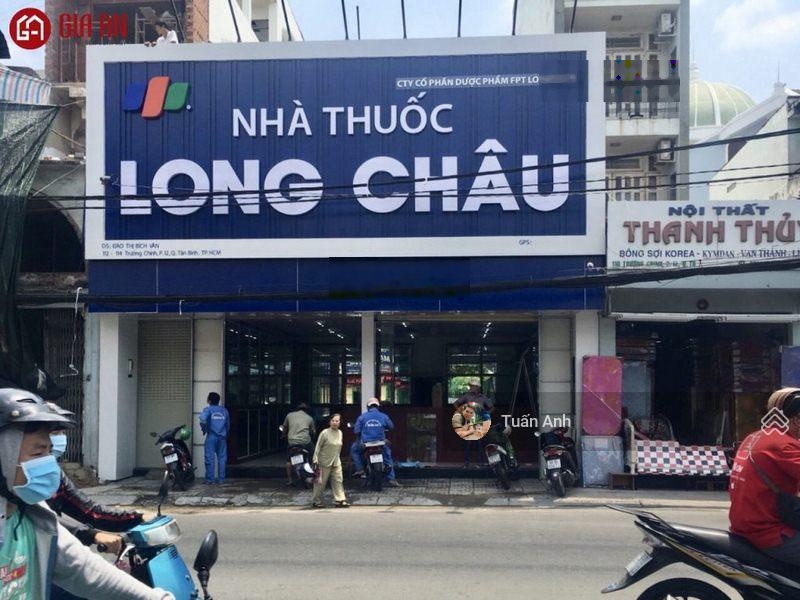 GIA AN
CTY CỔ PHẦN DƯỢC PHẨM FPT LO
NHÀ THUỐC
LONG CHÂU
DS: ĐÀO THỊ BÍCH VÂN
112 - 114 Trường Chinh, P.12, Q. Tân Bình, TP.HCM
GPS:
NỘI THẤT
THANH THỦY
BÔNG SỢI KOREA - KYMDAN - VẠN THÀNH
Tuấn Anh